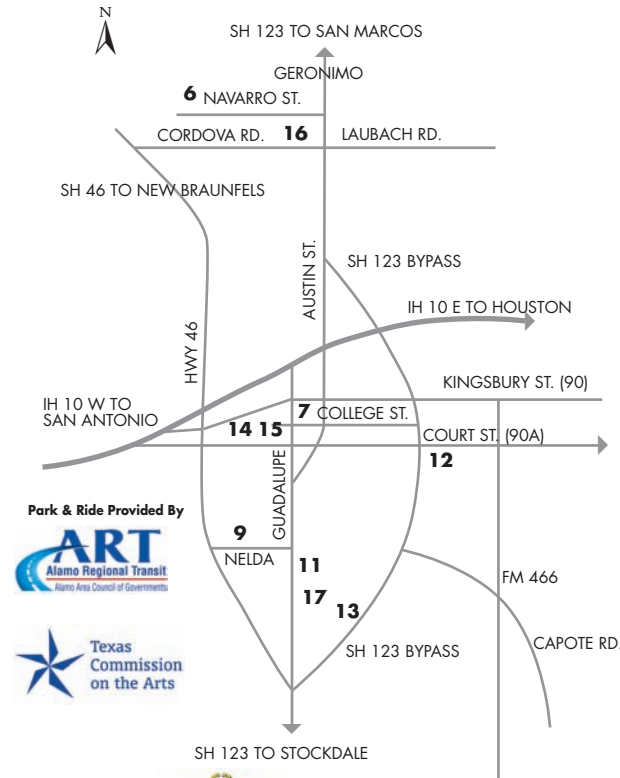 N
SH 123 TO SAN MARCOS
GERONIMO
6 NAVARRO ST.
CORDOVA RD. 16 LAUBACH RD.
SH 46 TO NEW BRAUNFELS
AUSTIN ST.
SH 123 BYPASS
IH 10 E TO HOUSTON
HWY 46
KINGSBURY ST. (90)
IH 10 W TO
SAN ANTONIO
7 COLLEGE ST.
14 15
COURT ST. (90A)
12
GUADALUPE
Park & Ride Provided By
ART
Alamo Regional Transit
Alamo Area Council of Governments
9
NELDA
11
17
13
FM 466
Texas
Commission
on the Arts
SH 123 BYPASS
CAPOTE RD.
SH 123 TO STOCKDALE